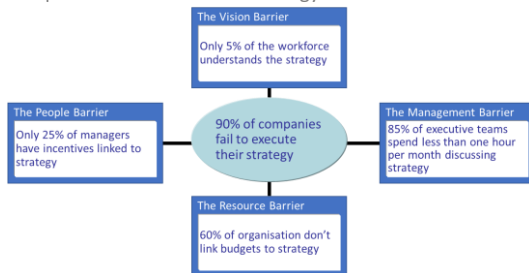 The Vision Barrier
Only 5% of the workforce
understands the strategy
The People Barrier
Only 25% of managers
have incentives linked to
strategy
90% of companies
fail to execute
their strategy
The Management Barrier
85% of executive teams
spend less than one hour
per month discussing
strategy
The Resource Barrier
60% of organisation don't
link budgets to strategy